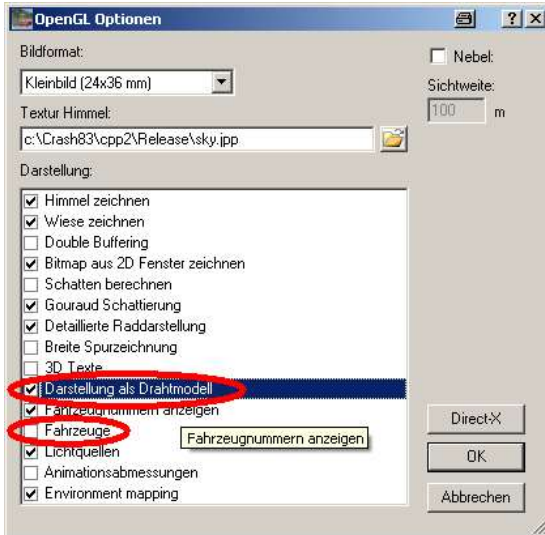 OpenGL Optionen
Bildformat:
Kleinbild (24x36 mm)
Textur Himmel:
c:\Crash83\cpp2\Release\sky.jpp
Darstellung:
Himmel zeichnen
Wiese zeichnen
Double Buffering
Bitmap aus 2D Fenster zeichnen
Schatten berechnen
Gouraud Schattierung
Detaillierte Raddarstellung
Breite Spurzeichnung
3D Texte
Darstellung als Drahtmodell
Fahrzeugnummern anzeigen
Fahrzeuge
Fahrzeugnummern anzeigen
Lichtquellen
Animationsabmessungen
Environment mapping
Nebel:
Sichtweite:
100 m
Direct-X
OK
Abbrechen